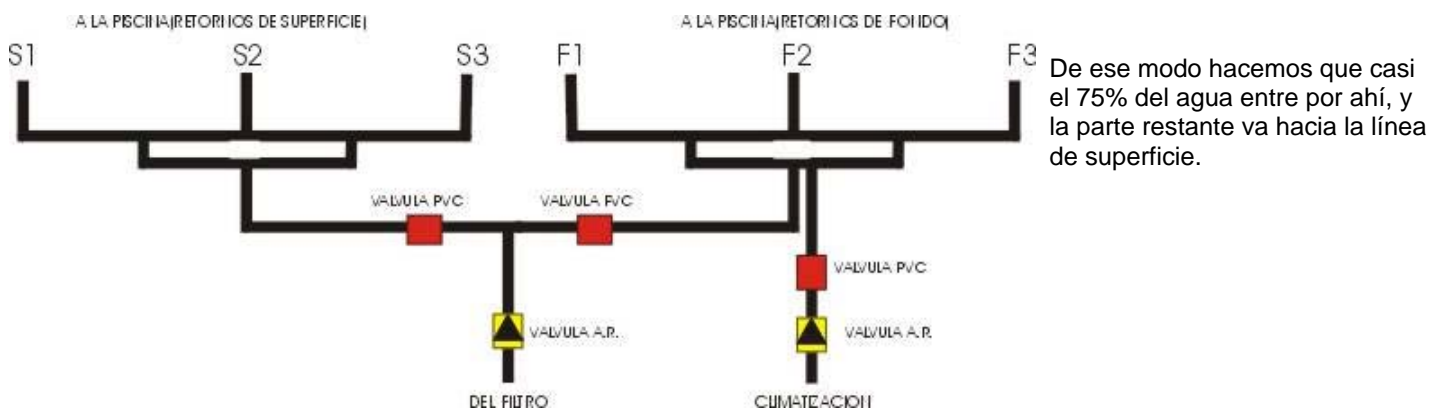 A LA PISCINA(RETORNOS DE SUPERFICIE)
A LA PISCINA(RETORNOS DE FONDO(
S1 S2 S3 F1 F2 F3
De ese modo hacemos que casi
el 75% del agua entre por ahí, y
la parte restante va hacia la línea
de superficie.
VALVULA PVC
VALVULA PVC
VALVULA PVC
VALVULA A.R.
VALVULA A.R.
DEL FILTRO
CLIMATIZACION